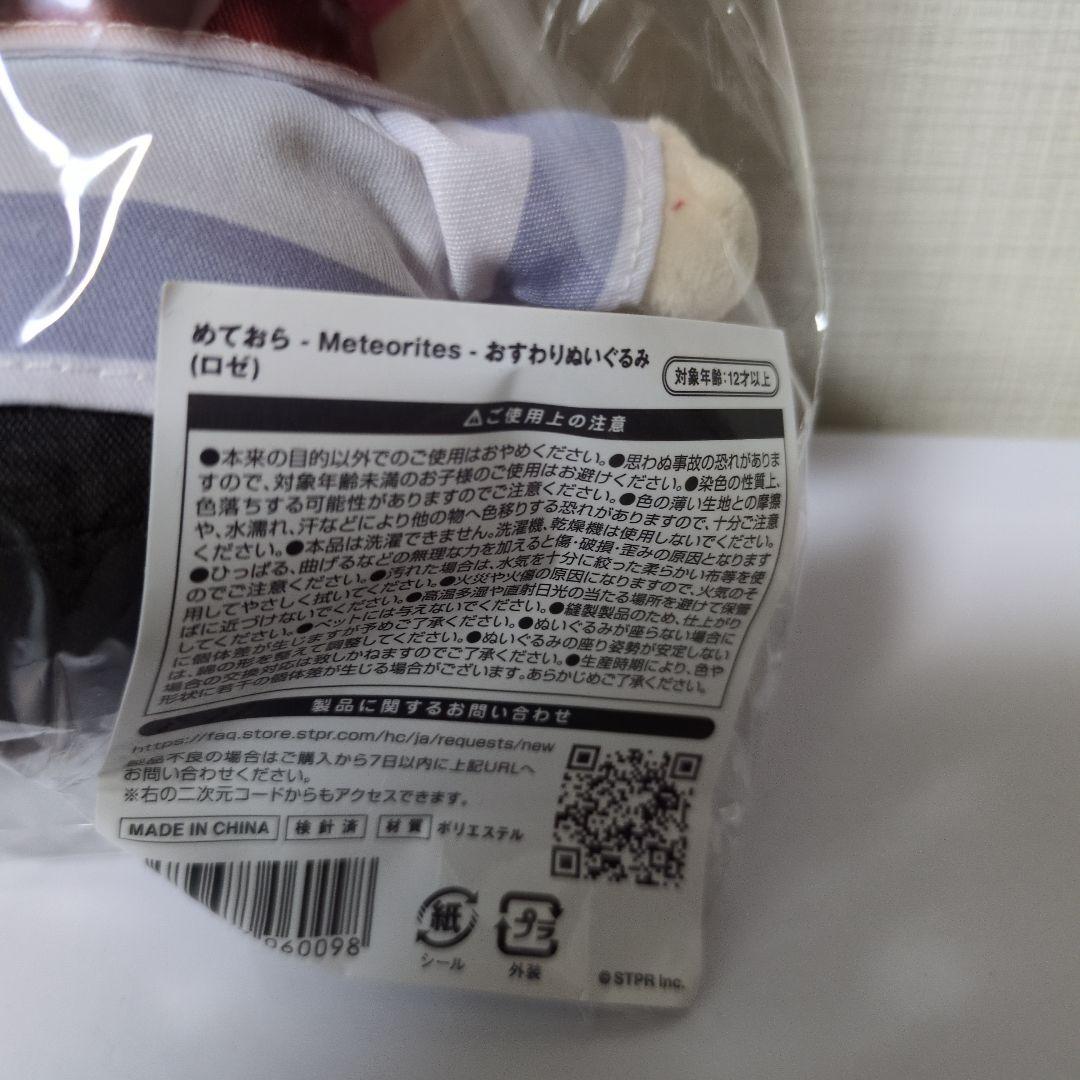 めておら - Meteorites - おすわりぬいぐるみ
(ロゼ)
対象年齢:12才以上
⚠ご使用上の注意
●本来の目的以外でのご使用はおやめください。●思わぬ事故の恐れがありま
すので、対象年齢未満のお子様のご使用はお避けください。●染色の性質上、
色落ちする可能性がありますのでご注意ください。●色の薄い生地との摩擦
や、水濡れ、汗などにより他の物へ色移りする恐れがありますので、十分ご注意
ください。●本品は洗濯できません。洗濯機、乾燥機は使用しないでください。
●ひっぱる、曲げるなどの無理な力を加えると傷・破損・歪みの原因となります
のでご注意ください。●汚れた場合は、水気を十分に絞った柔らかい布等を使
用してやさしく拭いてください。●火災や火傷の原因になりますので、火気のそ
ばに近づけないでください。●高温多湿や直射日光の当たる場所を避けて保管
してください。●ペットには与えないでください。●縫製製品のため、仕上がり
に個体差が生じますが予めご了承ください。●ぬいぐるみが座らない場合に
は、綿の形を整えて調整してください。●ぬいぐるみの座り姿勢が安定しない
場合の交換対応は致しかねますのでご了承ください。●生産時期により、色や
形状に若干の個体差が生じる場合がございます。あらかじめご了承ください。
製品に関するお問い合わせ
https://faq.store.stpr.com/hc/ja/requests/new
製品不良の場合はご購入から7日以内に上記URLへ
お問い合わせください。
※右の二次元コードからもアクセスできます。
MADE IN CHINA 検針済 材質 ポリエステル
60098
紙 プラ
シール 外装
© STPR Inc.